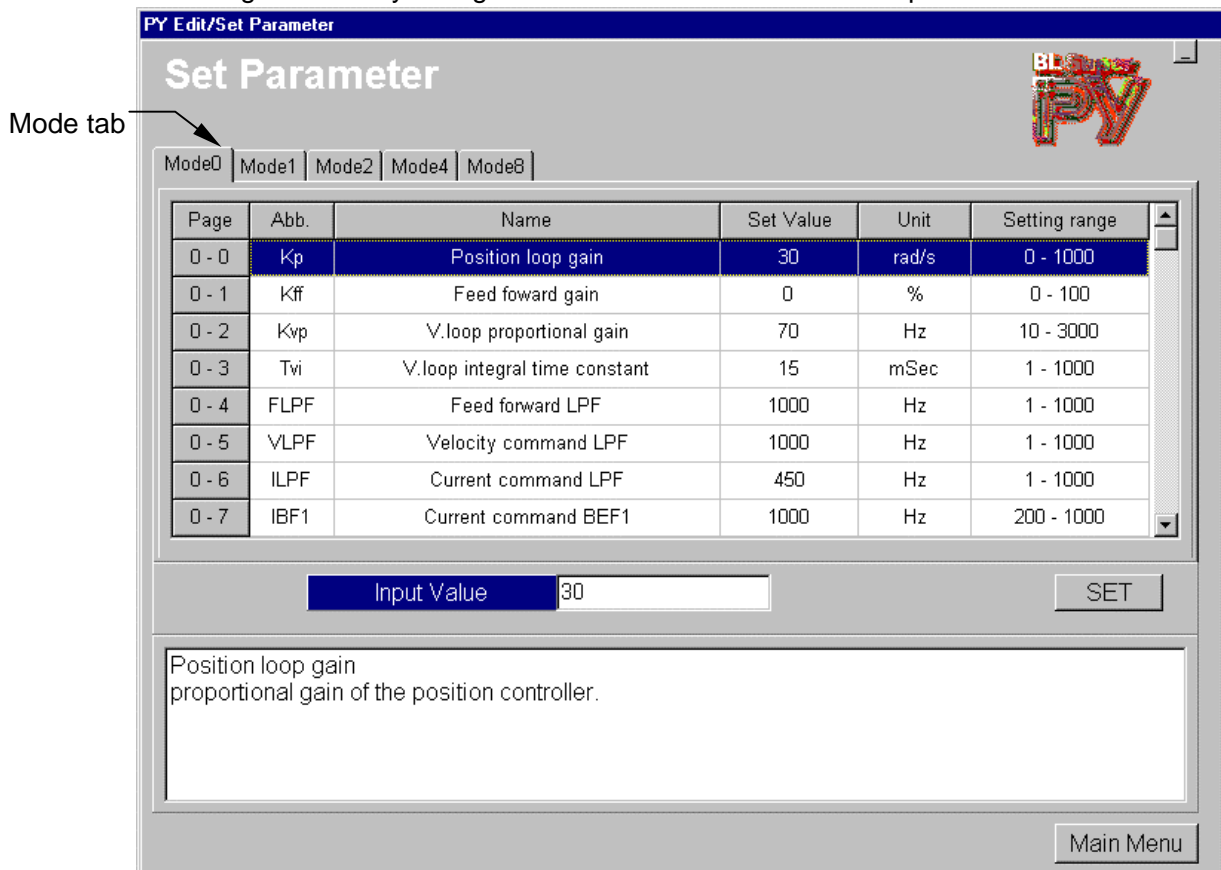 PY Edit/Set Parameter
Set Parameter
BL Super
PY
Mode tab
Mode0 Mode1 Mode2 Mode4 Mode8
Page Abb. Name Set Value Unit Setting range
0 - 0 Kp Position loop gain 30 rad/s 0 - 1000
0 - 1 Kff Feed foward gain 0 % 0 - 100
0 - 2 Kvp V.loop proportional gain 70 Hz 10 - 3000
0 - 3 Tvi V.loop integral time constant 15 mSec 1 - 1000
0 - 4 FLPF Feed forward LPF 1000 Hz 1 - 1000
0 - 5 VLPF Velocity command LPF 1000 Hz 1 - 1000
0 - 6 ILPF Current command LPF 450 Hz 1 - 1000
0 - 7 IBF1 Current command BEF1 1000 Hz 200 - 1000
Input Value 30 SET
Position loop gain
proportional gain of the position controller.
Main Menu